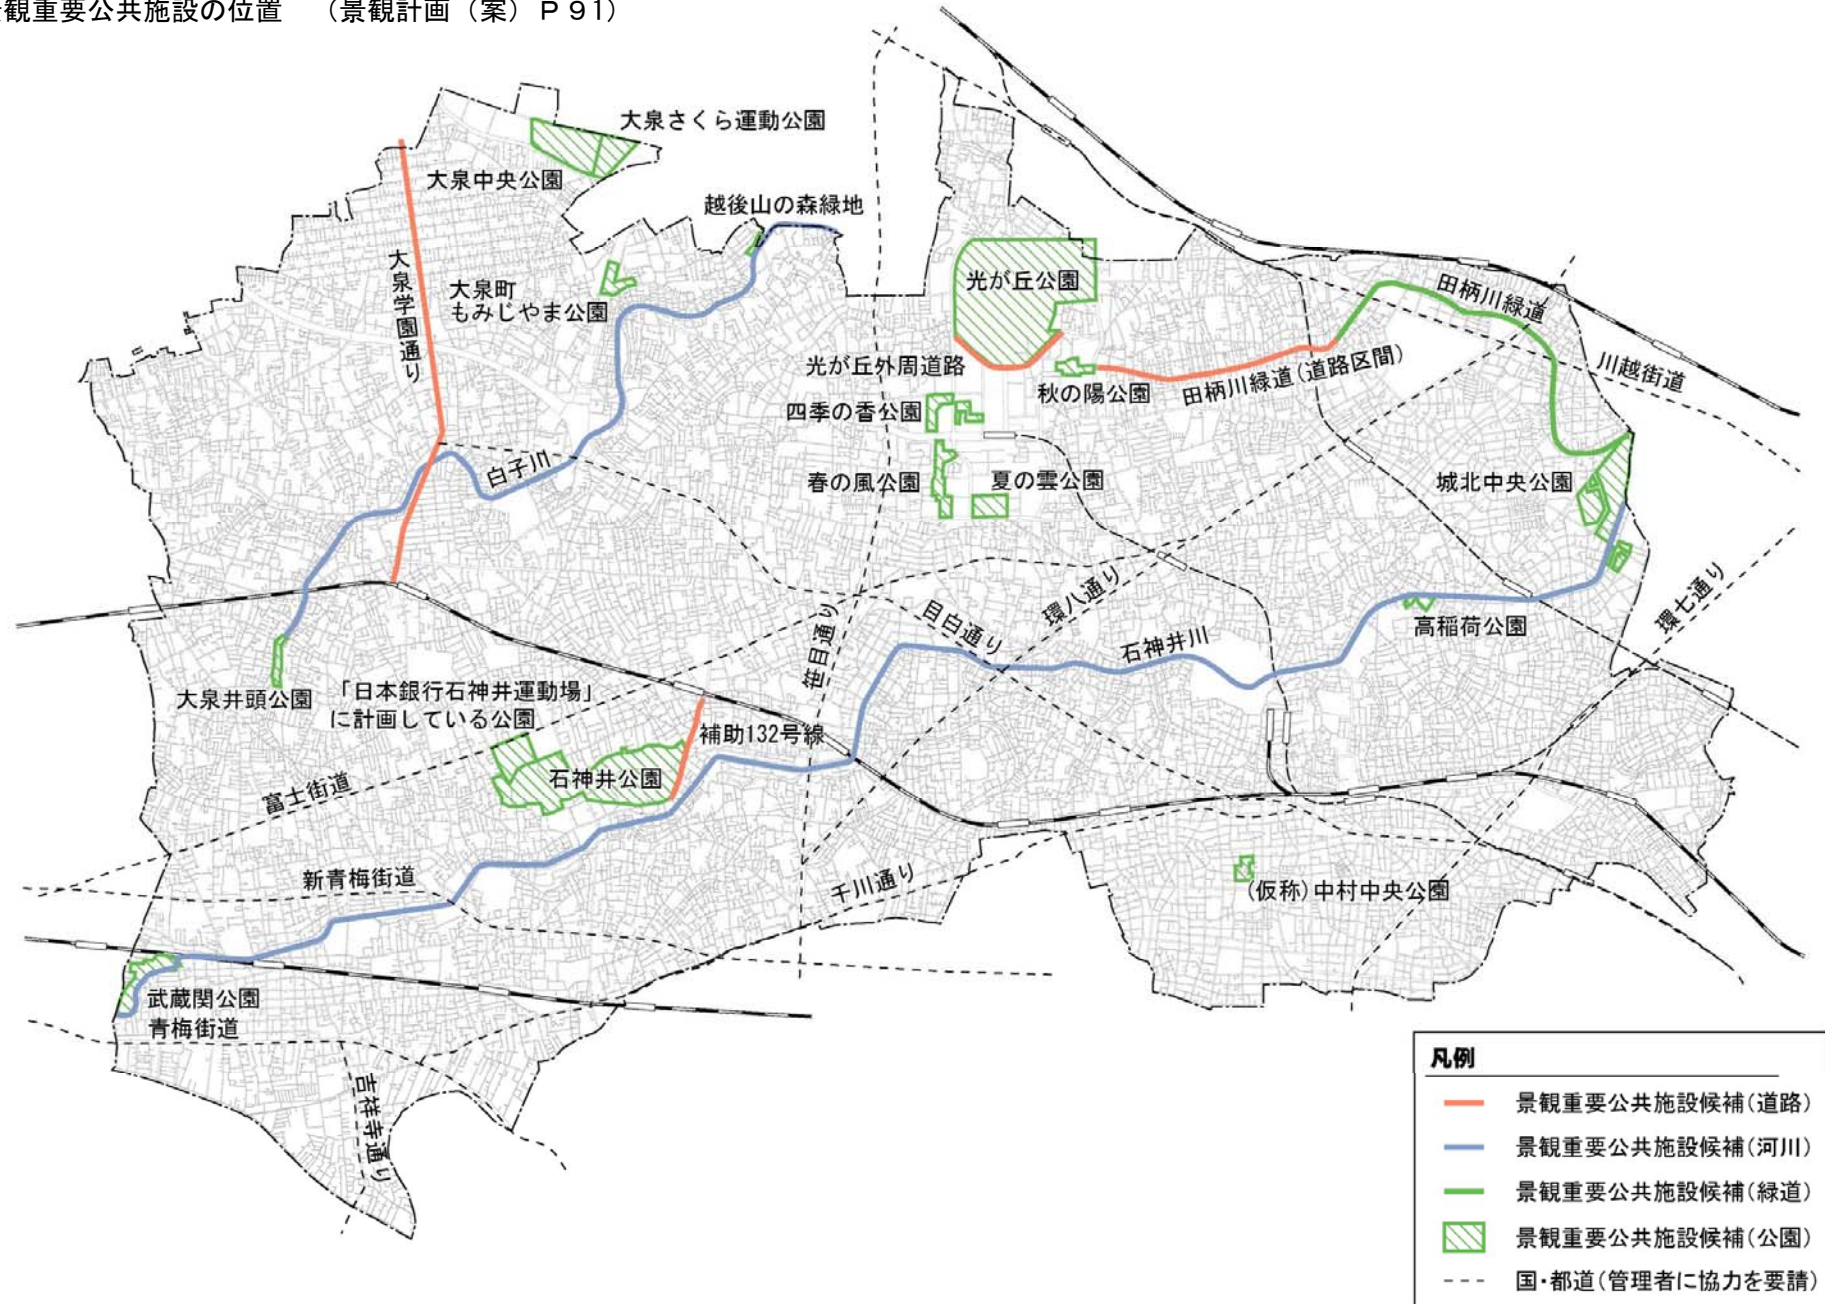 観重要公共施設の位置　（景観計画（案）Ｐ９1）
大泉さくら運動公園
大泉中央公園
越後山の森緑地
大泉学園通り
大泉町
もみじやま公園
光が丘公園
田柄川緑道
光が丘外周道路
秋の陽公園
田柄川緑道(道路区間)
川越街道
四季の香公園
白子川
春の風公園
夏の雲公園
城北中央公園
笹目通り
目白通り
環八通り
石神井川
高稲荷公園
環七通り
大泉井頭公園
「日本銀行石神井運動場」
に計画している公園
補助132号線
石神井公園
富士街道
新青梅街道
千川通り
(仮称)中村中央公園
武蔵関公園
青梅街道
吉祥寺通り
凡例
景観重要公共施設候補(道路)
景観重要公共施設候補(河川)
景観重要公共施設候補(緑道)
景観重要公共施設候補(公園)
国・都道(管理者に協力を要請)